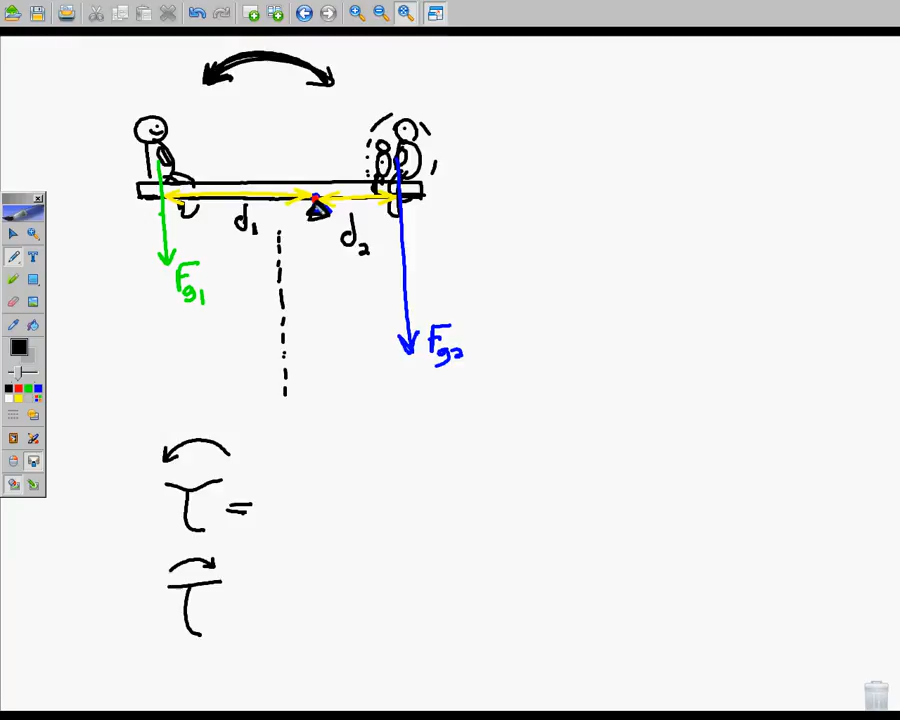 d₁
d₂
Fg₁
Fg₂
τ =
τ